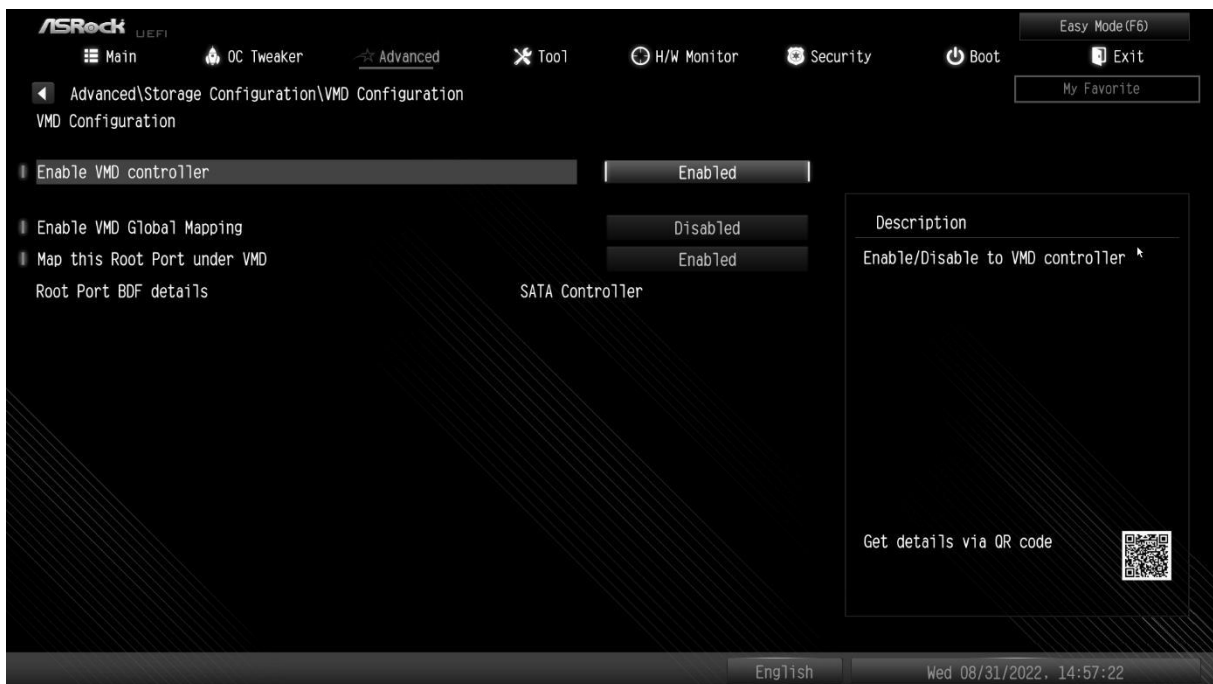 ASRock UEFI
Easy Mode(F6)
Main OC Tweaker Advanced Tool H/W Monitor Security Boot Exit
Advanced\Storage Configuration\VMD Configuration
My Favorite
VMD Configuration
Enable VMD controller Enabled
Enable VMD Global Mapping Disabled
Map this Root Port under VMD Enabled
Root Port BDF details SATA Controller
Description
Enable/Disable to VMD controller
Get details via QR code
English Wed 08/31/2022, 14:57:22